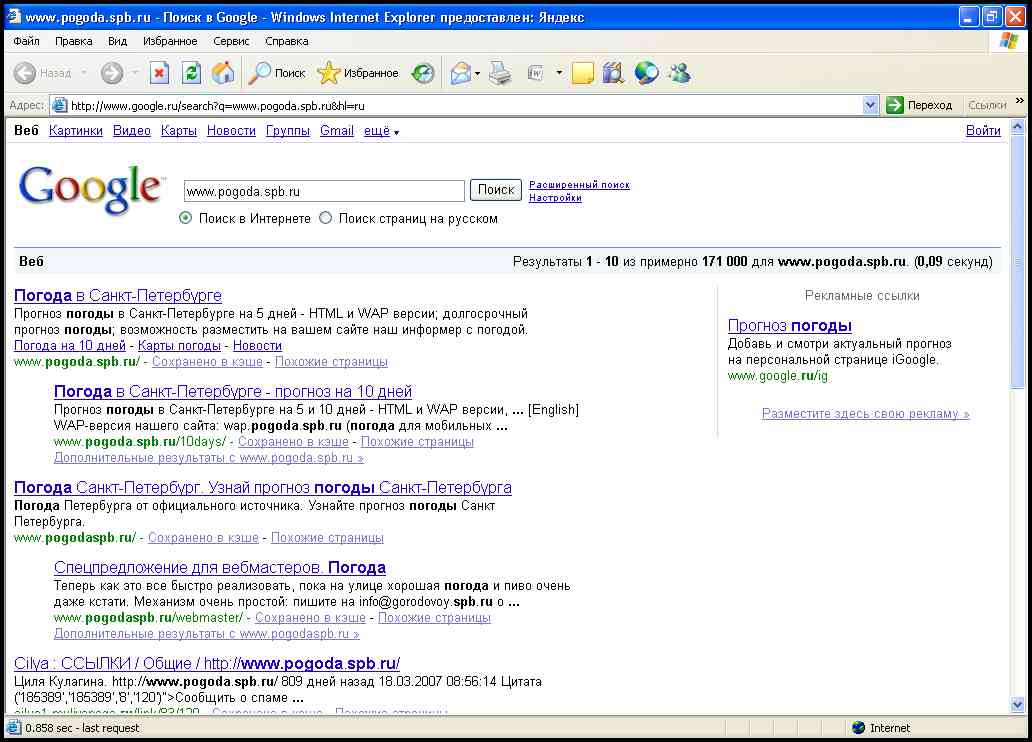 www.pogoda.spb.ru - Поиск в Google - Windows Internet Explorer предоставлен: Яндекс
Файл Правка Вид Избранное Сервис Справка
Назад Поиск Избранное
Адрес: http://www.google.ru/search?q=www.pogoda.spb.ru&hl=ru Переход Ссылки »
Веб Картинки Видео Карты Новости Группы Gmail ещё ▾ Войти
Google™ www.pogoda.spb.ru Поиск Расширенный поиск
Настройки
Поиск в Интернете Поиск страниц на русском
Веб Результаты 1 - 10 из примерно 171 000 для www.pogoda.spb.ru. (0,09 секунд)
Погода в Санкт-Петербурге
Прогноз погоды в Санкт-Петербурге на 5 дней - HTML и WAP версии; долгосрочный
прогноз погоды; возможность разместить на вашем сайте наш информер с погодой.
Погода на 10 дней - Карты погоды - Новости
www.pogoda.spb.ru/ - Сохранено в кэше - Похожие страницы
Погода в Санкт-Петербурге - прогноз на 10 дней
Прогноз погоды в Санкт-Петербурге на 5 и 10 дней - HTML и WAP версии, ... [English]
WAP-версия нашего сайта: wap.pogoda.spb.ru (погода для мобильных ...
www.pogoda.spb.ru/10days/ - Сохранено в кэше - Похожие страницы
Дополнительные результаты с www.pogoda.spb.ru »
Погода Санкт-Петербург. Узнай прогноз погоды Санкт-Петербурга
Погода Петербурга от официального источника. Узнайте прогноз погоды Санкт
Петербурга.
www.pogodaspb.ru/ - Сохранено в кэше - Похожие страницы
Спецпредложение для вебмастеров. Погода
Теперь как это все быстро реализовать, пока на улице хорошая погода и пиво очень
даже кстати. Механизм очень простой: пишите на info@gorodovoy.spb.ru о ...
www.pogodaspb.ru/webmaster/ - Сохранено в кэше - Похожие страницы
Дополнительные результаты с www.pogodaspb.ru »
Cilya : ССЫЛКИ / Общие / http://www.pogoda.spb.ru/
Циля Кулагина. http://www.pogoda.spb.ru/ 809 дней назад 18.03.2007 08:56:14 Цитата
('185389','185389','8','120')">Сообщить о спаме ...
Сохранено в кэше - Похожие страницы
Рекламные ссылки
Прогноз погоды
Добавь и смотри актуальный прогноз
на персональной странице iGoogle.
www.google.ru/ig
Разместите здесь свою рекламу »
0.858 sec - last request Internet